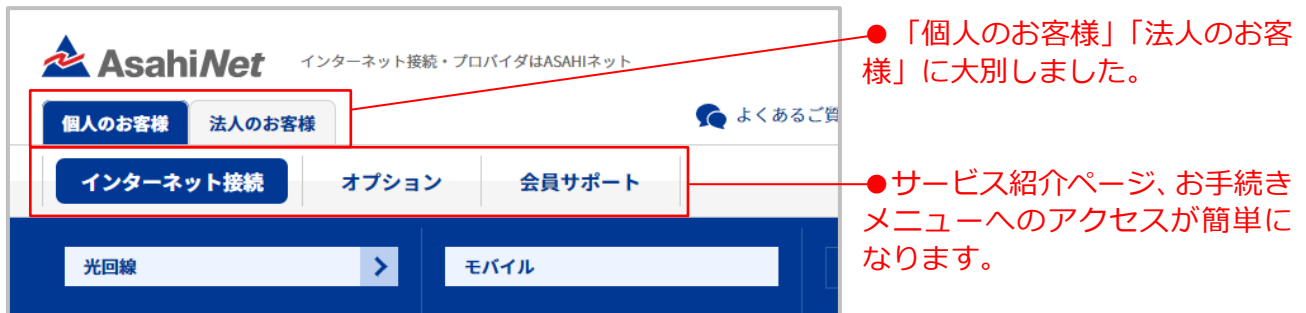 AsahiNet インターネット接続・プロバイダはASAHIネット
個人のお客様 法人のお客様 よくあるご質
インターネット接続 オプション 会員サポート
光回線 モバイル
●「個人のお客様」「法人のお客
様」に大別しました。
●サービス紹介ページ、お手続き
メニューへのアクセスが簡単に
なります。